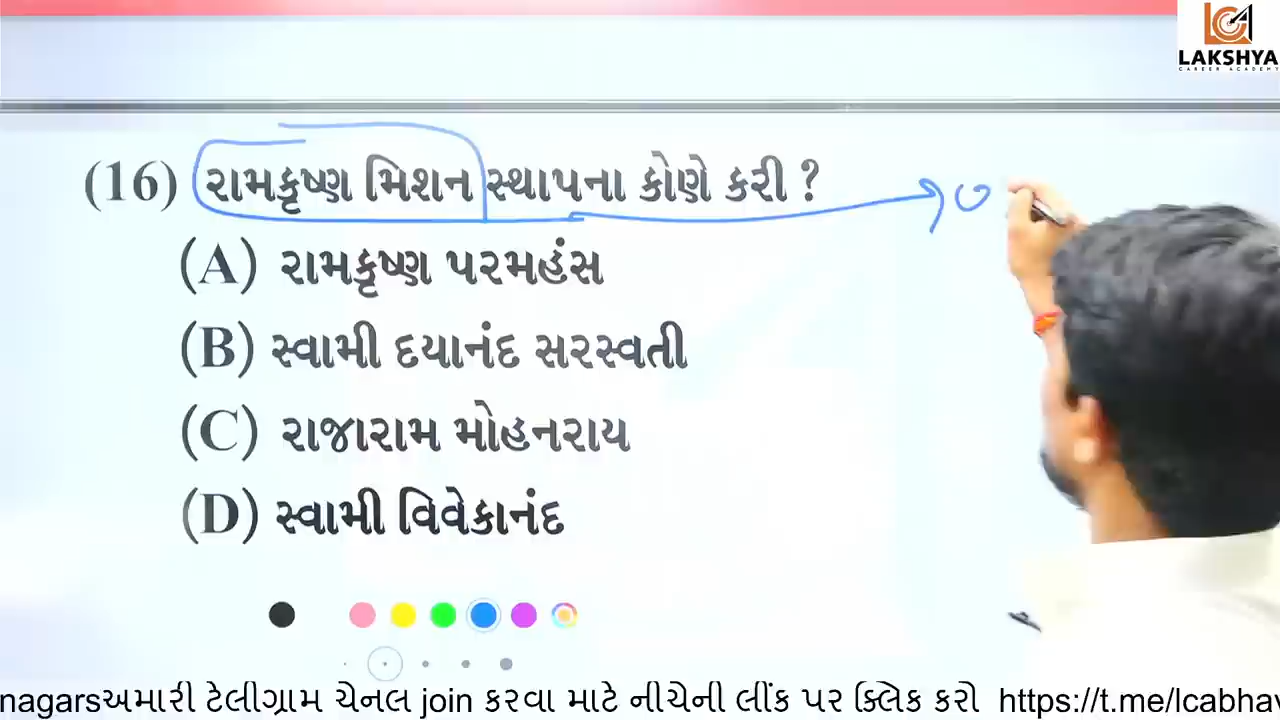 LAKSHYA
CAREER ACADEMY
(16) રામકૃષ્ણ મિશન સ્થાપના કોણે કરી ?
(A) રામકૃષ્ણ પરમહંસ
(B) સ્વામી દયાનંદ સરસ્વતી
(C) રાજારામ મોહનરાય
(D) સ્વામી વિવેકાનંદ
nagarsઅમારી ટેલીગ્રામ ચેનલ join કરવા માટે નીચેની લીંક પર ક્લિક કરો https://t.me/lcabhav